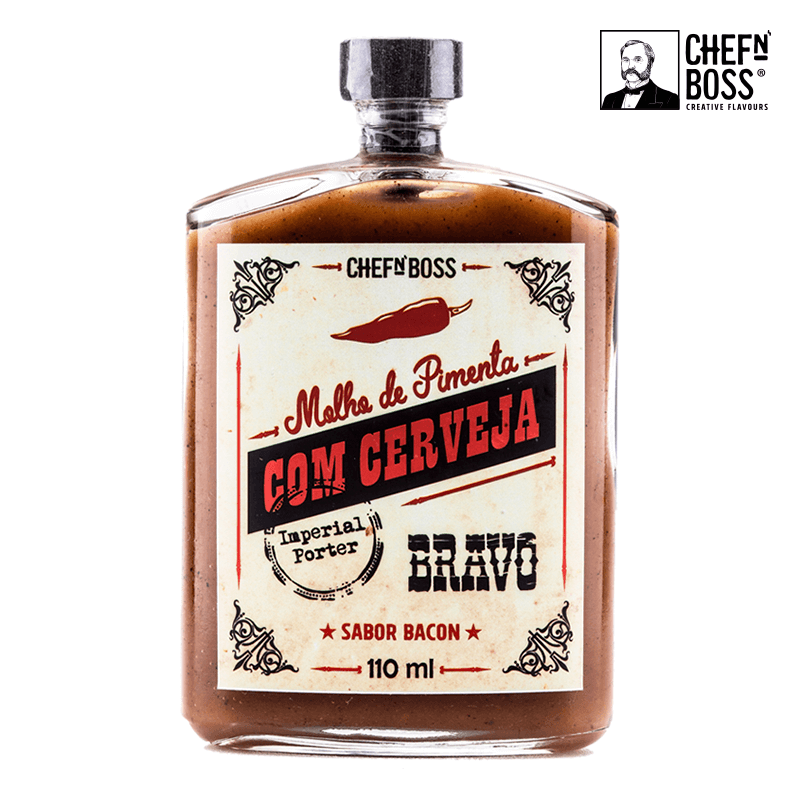 CHEFN'
BOSS®
CREATIVE FLAVOURS
CHEFN'BOSS
Molho de Pimenta
COM CERVEJA
Imperial
Porter
BRAVO
★ SABOR BACON ★
110 ml